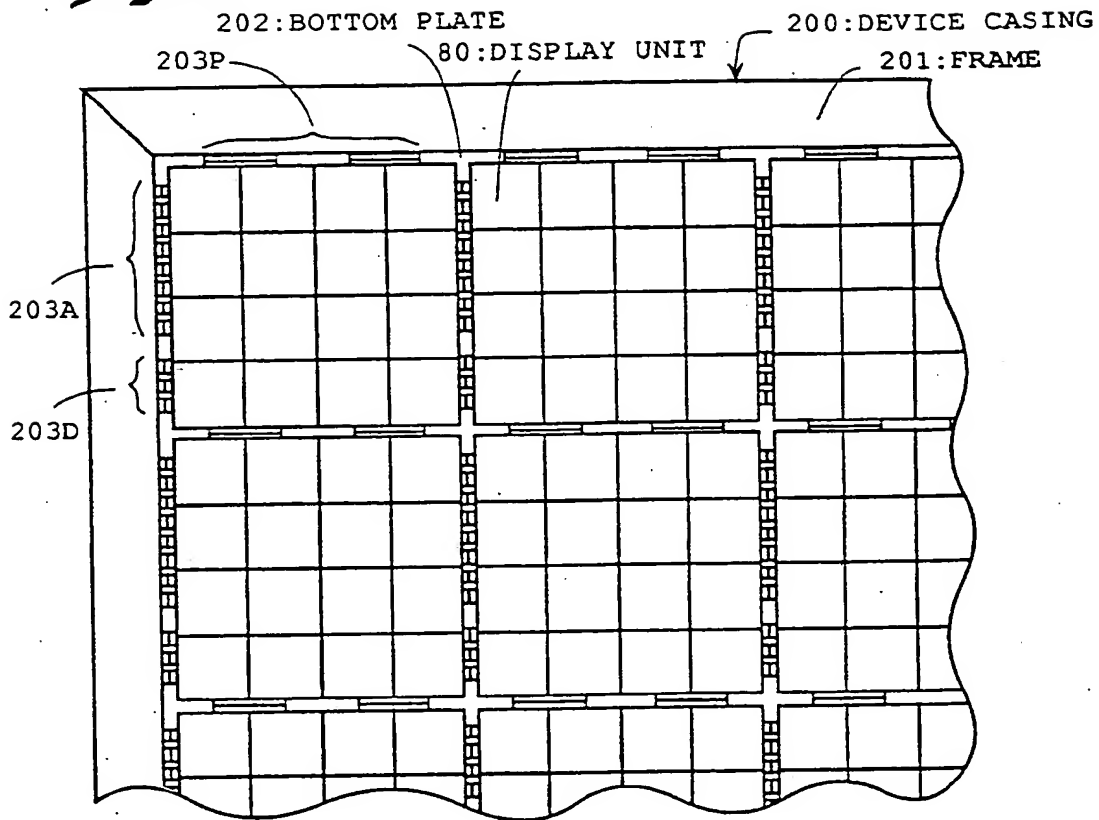 202:BOTTOM PLATE
200:DEVICE CASING
80:DISPLAY UNIT
203P
201:FRAME
203A
203D